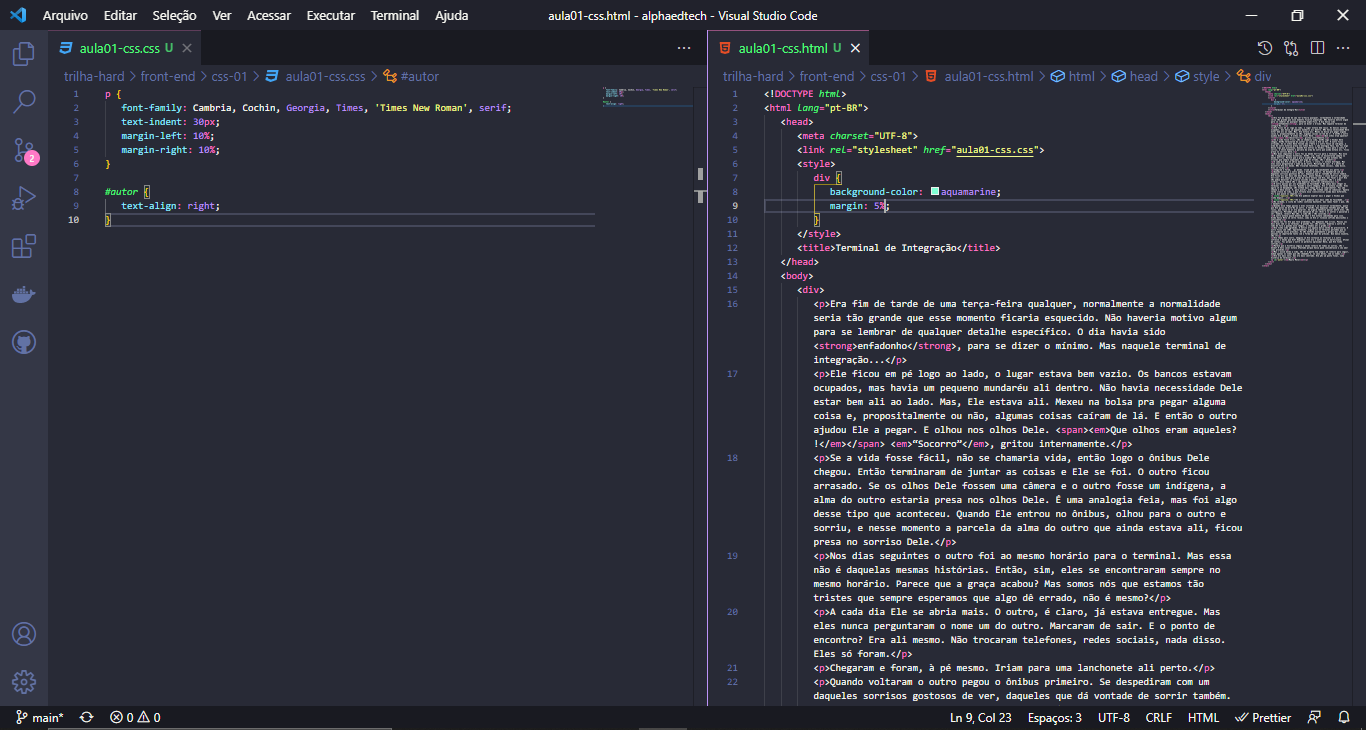 Arquivo Editar Seleção Ver Acessar Executar Terminal Ajuda
aula01-css.html - alphaedtech - Visual Studio Code
aula01-css.css U
trilha-hard > front-end > css-01 > aula01-css.css > #autor
1 p {
2 font-family: Cambria, Cochin, Georgia, Times, 'Times New Roman', serif;
3 text-indent: 30px;
4 margin-left: 10%;
5 margin-right: 10%;
6 }
7
8 #autor {
9 text-align: right;
10 }
aula01-css.html U
trilha-hard > front-end > css-01 > aula01-css.html > html > head > style > div
1 <!DOCTYPE html>
2 <html lang="pt-BR">
3 <head>
4 <meta charset="UTF-8">
5 <link rel="stylesheet" href="aula01-css.css">
6 <style>
7 div {
8 background-color: aquamarine;
9 margin: 5%;
10 }
11 </style>
12 <title>Terminal de Integração</title>
13 </head>
14 <body>
15 <div>
16 <p>Era fim de tarde de uma terça-feira qualquer, normalmente a normalidade
seria tão grande que esse momento ficaria esquecido. Não haveria motivo algum
para se lembrar de qualquer detalhe específico. O dia havia sido
<strong>enfadonho</strong>, para se dizer o mínimo. Mas naquele terminal de
integração...</p>
17 <p>Ele ficou em pé logo ao lado, o lugar estava bem vazio. Os bancos estavam
ocupados, mas havia um pequeno mundaréu ali dentro. Não havia necessidade Dele
estar bem ali ao lado. Mas, Ele estava ali. Mexeu na bolsa pra pegar alguma
coisa e, propositalmente ou não, algumas coisas caíram de lá. E então o outro
ajudou Ele a pegar. E olhou nos olhos Dele. <span><em>Que olhos eram aqueles?
!</em></span> <em>“Socorro”</em>, gritou internamente.</p>
18 <p>Se a vida fosse fácil, não se chamaria vida, então logo o ônibus Dele
chegou. Então terminaram de juntar as coisas e Ele se foi. O outro ficou
arrasado. Se os olhos Dele fossem uma câmera e o outro fosse um indígena, a
alma do outro estaria presa nos olhos Dele. É uma analogia feia, mas foi algo
desse tipo que aconteceu. Quando Ele entrou no ônibus, olhou para o outro e
sorriu, e nesse momento a parcela da alma do outro que ainda estava ali, ficou
presa no sorriso Dele.</p>
19 <p>Nos dias seguintes o outro foi ao mesmo horário para o terminal. Mas essa
não é daquelas mesmas histórias. Então, sim, eles se encontraram sempre no
mesmo horário. Parece que a graça acabou? Mas somos nós que estamos tão
tristes que sempre esperamos que algo dê errado, não é mesmo?</p>
20 <p>A cada dia Ele se abria mais. O outro, é claro, já estava entregue. Mas
eles nunca perguntaram o nome um do outro. Marcaram de sair. E o ponto de
encontro? Era ali mesmo. Não trocaram telefones, redes sociais, nada disso.
Eles só foram.</p>
21 <p>Chegaram e foram, à pé mesmo. Iriam para uma lanchonete ali perto.</p>
22 <p>Quando voltaram o outro pegou o ônibus primeiro. Se despediram com um
daqueles sorrisos gostosos de ver, daqueles que dá vontade de sorrir também.
2
main* 0 0
Ln 9, Col 23 Espaços: 3 UTF-8 CRLF HTML Prettier